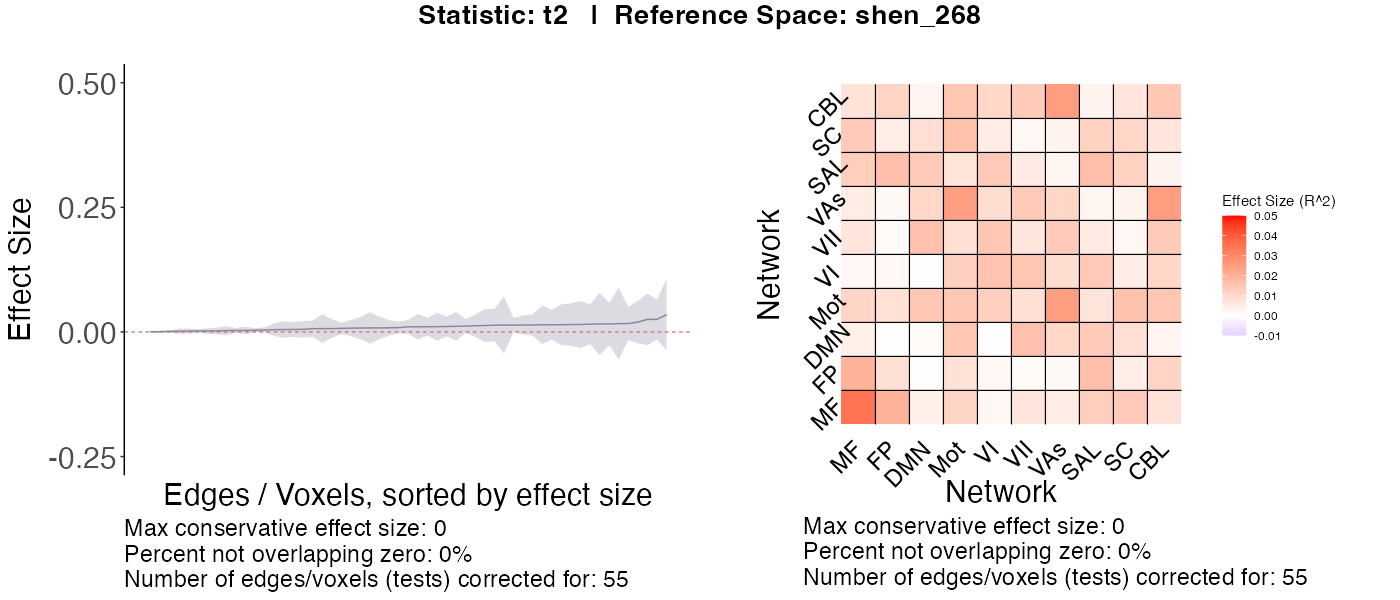 Statistic: t2 | Reference Space: shen_268
0.50
0.25
0.00
-0.25
Effect Size
Edges / Voxels, sorted by effect size
Max conservative effect size: 0
Percent not overlapping zero: 0%
Number of edges/voxels (tests) corrected for: 55
Network
CBL
SC
SAL
VAs
VII
VI
Mot
DMN
FP
MF
MF FP DMN Mot VI VII VAs SAL SC CBL
Network
Effect Size (R^2)
0.05
0.04
0.03
0.02
0.01
0.00
-0.01
Max conservative effect size: 0
Percent not overlapping zero: 0%
Number of edges/voxels (tests) corrected for: 55